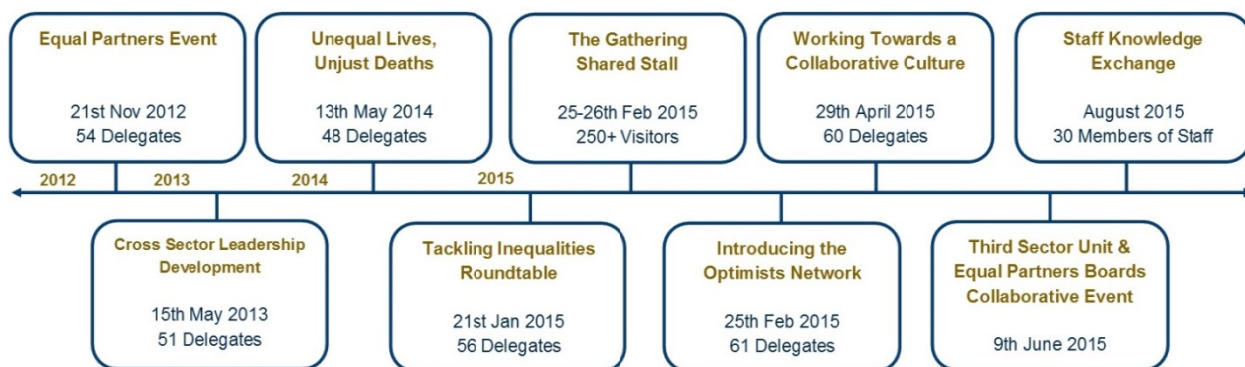 Equal Partners Event
21st Nov 2012
54 Delegates
Unequal Lives,
Unjust Deaths
13th May 2014
48 Delegates
The Gathering
Shared Stall
25-26th Feb 2015
250+ Visitors
Working Towards a
Collaborative Culture
29th April 2015
60 Delegates
Staff Knowledge
Exchange
August 2015
30 Members of Staff
2012
2013
2014
2015
Cross Sector Leadership
Development
15th May 2013
51 Delegates
Tackling Inequalities
Roundtable
21st Jan 2015
56 Delegates
Introducing the
Optimists Network
25th Feb 2015
61 Delegates
Third Sector Unit &
Equal Partners Boards
Collaborative Event
9th June 2015